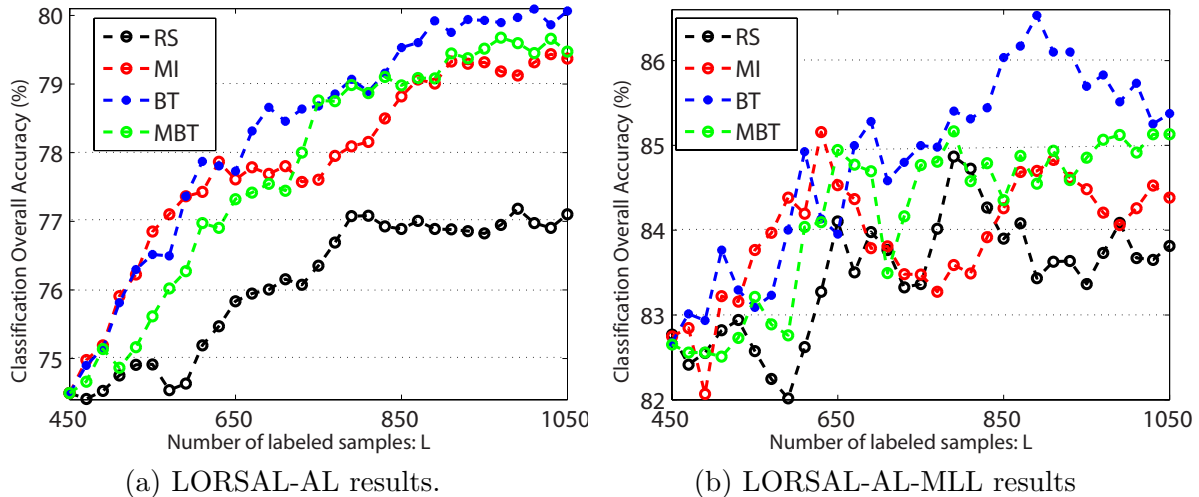 80
79
78
77
76
75
Classification Overall Accuracy (%)
RS
MI
BT
MBT
450
650
850
1050
Number of labeled samples: L
(a) LORSAL-AL results.
86
85
84
83
82
Classification Overall Accuracy (%)
RS
MI
BT
MBT
450
650
850
1050
Number of labeled samples: L
(b) LORSAL-AL-MLL results